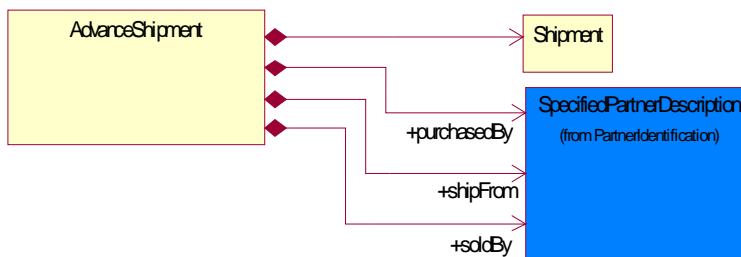 AdvanceShipment
Shipment
SpecifiedPartnerDescription
(from PartnerIdentification)
+purchasedBy
+shipFrom
+soldBy